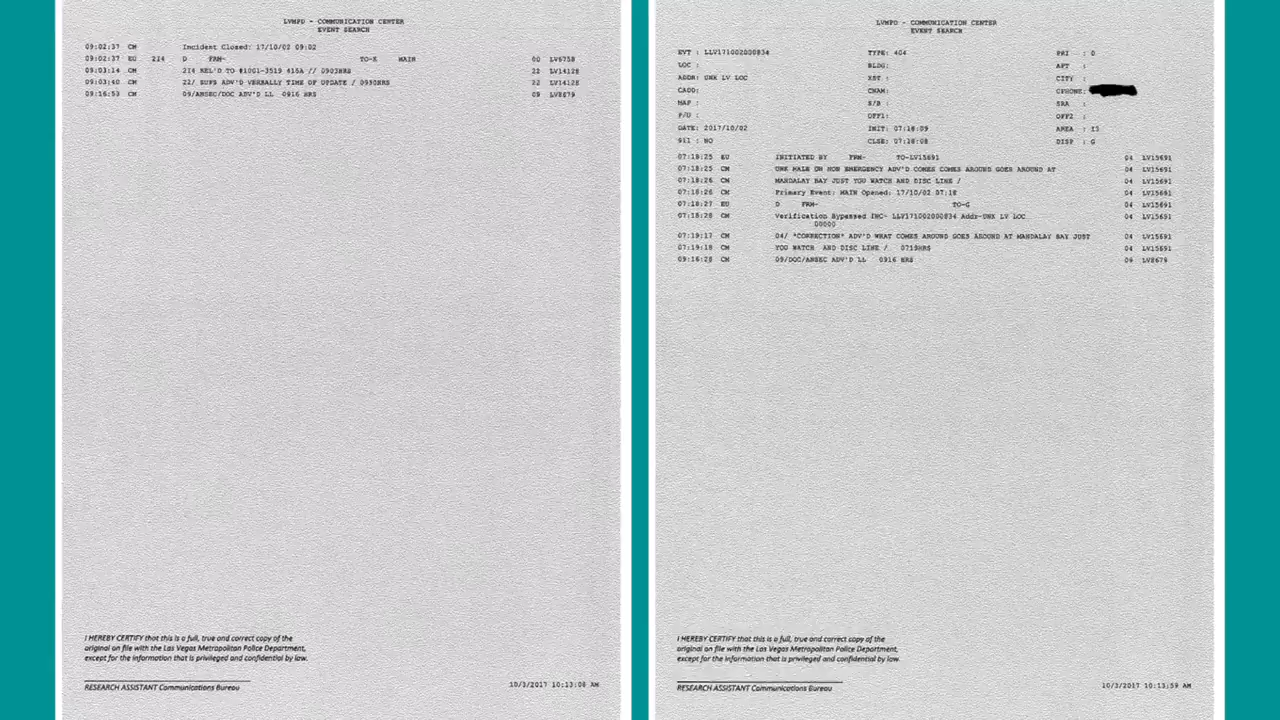 LVMPD - COMMUNICATION CENTER
EVENT SEARCH
09:02:37 CM Incident Closed: 17/10/02 09:02
09:02:37 EU 214 D FRM- TO-K MAIN 00 LV6758
09:03:14 CM 214 REL'D TO #1001-3519 415A // 0903HRS 22 LV14128
09:03:40 CM 22/ SUPS ADV'D VERBALLY TIME OF UPDATE / 0930HRS 22 LV14128
09:16:53 CM 09/ANSEC/DOC ADV'D LL 0916 HRS 09 LV8679
I HEREBY CERTIFY that this is a full, true and correct copy of the
original on file with the Las Vegas Metropolitan Police Department,
except for the information that is privileged and confidential by law.
RESEARCH ASSISTANT Communications Bureau
10/3/2017 10:13:08 AM
LVMPD - COMMUNICATION CENTER
EVENT SEARCH
EVT : LLV171002000834 TYPE: 404 PRI : 0
LOC : BLDG: APT :
ADDR: UNK LV LOC XST : CITY :
CADD: CNAM: CPHONE:
MAP : S/B : SRA :
P/U : OFF1: OFF2 :
DATE: 2017/10/02 INIT: 07:18:09 AREA : I3
911 : NO CLSE: 07:18:08 DISP : G
07:18:25 EU INITIATED BY FRM- TO-LV15691 04 LV15691
07:18:25 CM UNK MALE ON NON EMERGENCY ADV'D COMES COMES AROUND GOES AROUND AT 04 LV15691
07:18:26 CM MANDALAY BAY JUST YOU WATCH AND DISC LINE / 04 LV15691
07:18:26 CM Primary Event: MAIN Opened: 17/10/02 07:18 04 LV15691
07:18:27 EU D FRM- TO-G 04 LV15691
07:18:28 CM Verification Bypassed INC- LLV171002000834 Addr-UNK LV LOC 04 LV15691
00000
07:19:17 CM 04/ *CORRECTION* ADV'D WHAT COMES AROUND GOES AROUND AT MANDALAY BAY JUST 04 LV15691
07:19:18 CM YOU WATCH AND DISC LINE / 0719HRS 04 LV15691
09:16:28 CM 09/DOC/ANSEC ADV'D LL 0916 HRS 09 LV8679
I HEREBY CERTIFY that this is a full, true and correct copy of the
original on file with the Las Vegas Metropolitan Police Department,
except for the information that is privileged and confidential by law.
RESEARCH ASSISTANT Communications Bureau
10/3/2017 10:13:59 AM